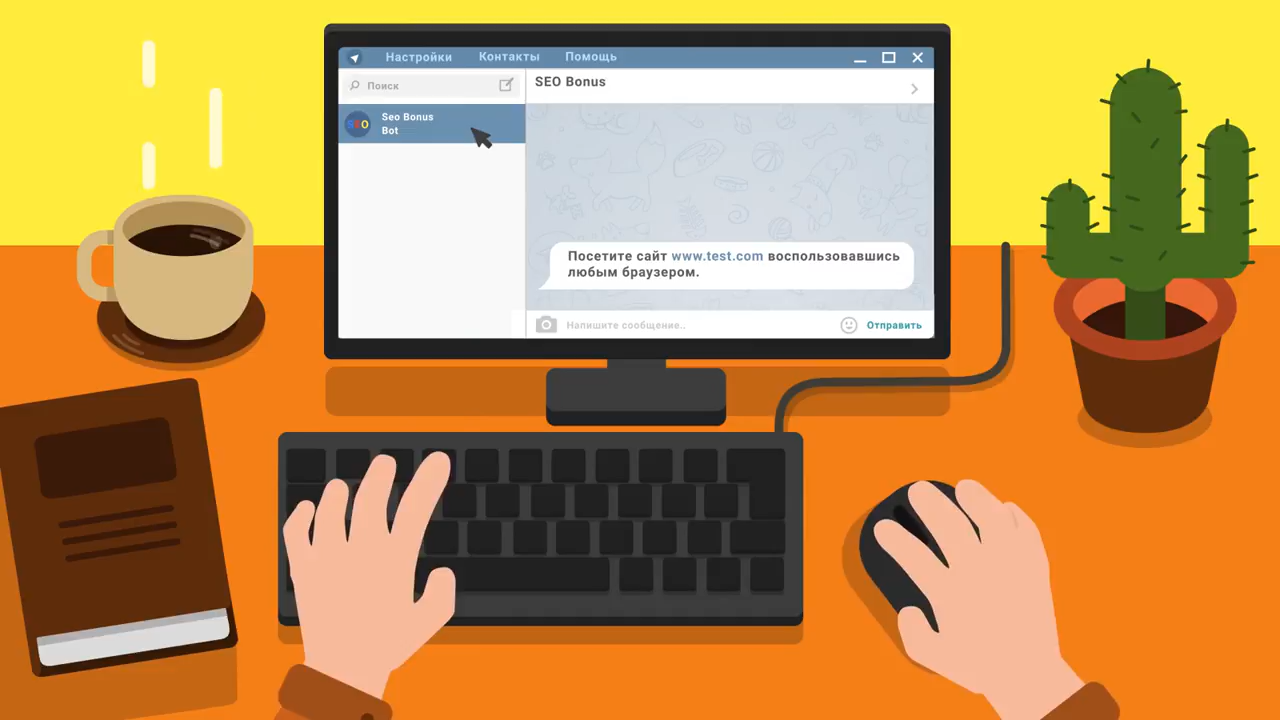 Настройки Контакты Помощь
Поиск
SEO Bonus
SEO
Seo Bonus
Bot
Посетите сайт www.test.com воспользовавшись
любым браузером.
Напишите сообщение..
Отправить